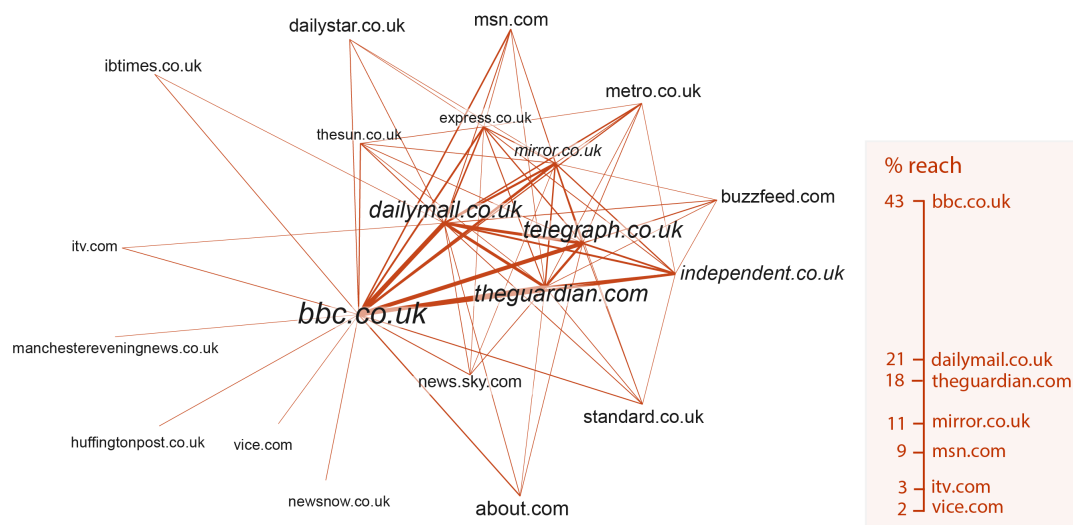 msn.com
dailystar.co.uk
ibtimes.co.uk
metro.co.uk
express.co.uk
thesun.co.uk
mirror.co.uk
buzzfeed.com
dailymail.co.uk
telegraph.co.uk
itv.com
independent.co.uk
theguardian.com
bbc.co.uk
manchestereveningnews.co.uk
news.sky.com
standard.co.uk
huffingtonpost.co.uk
vice.com
newsnow.co.uk
about.com
% reach
43 bbc.co.uk
21 dailymail.co.uk
18 theguardian.com
11 mirror.co.uk
9 msn.com
3 itv.com
2 vice.com